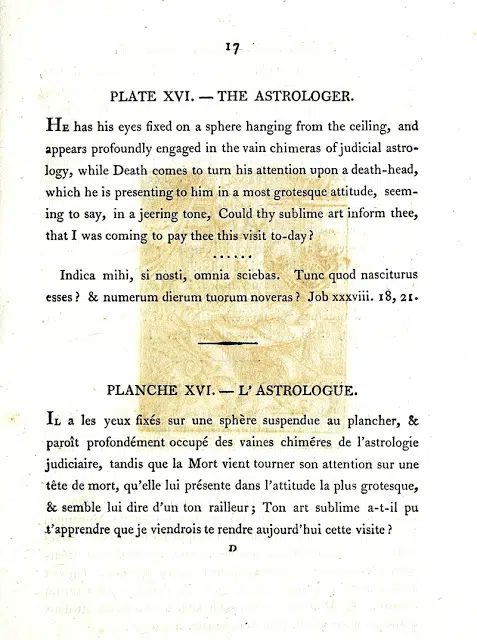 17
PLATE XVI. — THE ASTROLOGER.
HE has his eyes fixed on a sphere hanging from the ceiling, and
appears profoundly engaged in the vain chimeras of judicial astro-
logy, while Death comes to turn his attention upon a death-head,
which he is presenting to him in a most grotesque attitude, seem-
ing to say, in a jeering tone, Could thy sublime art inform thee,
that I was coming to pay thee this visit to-day?
......
Indica mihi, si nosti, omnia sciebas. Tunc quod nasciturus
esses? & numerum dierum tuorum noveras? Job xxxviii. 18, 21.
PLANCHE XVI. — L' ASTROLOGUE.
IL a les yeux fixés sur une sphère suspendue au plancher, &
paroît profondément occupé des vaines chiméres de l'astrologie
judiciaire, tandis que la Mort vient tourner son attention sur une
tête de mort, qu'elle lui présente dans l'attitude la plus grotesque,
& semble lui dire d'un ton railleur; Ton art sublime a-t-il pu
t'apprendre que je viendrois te rendre aujourd'hui cette visite?
D